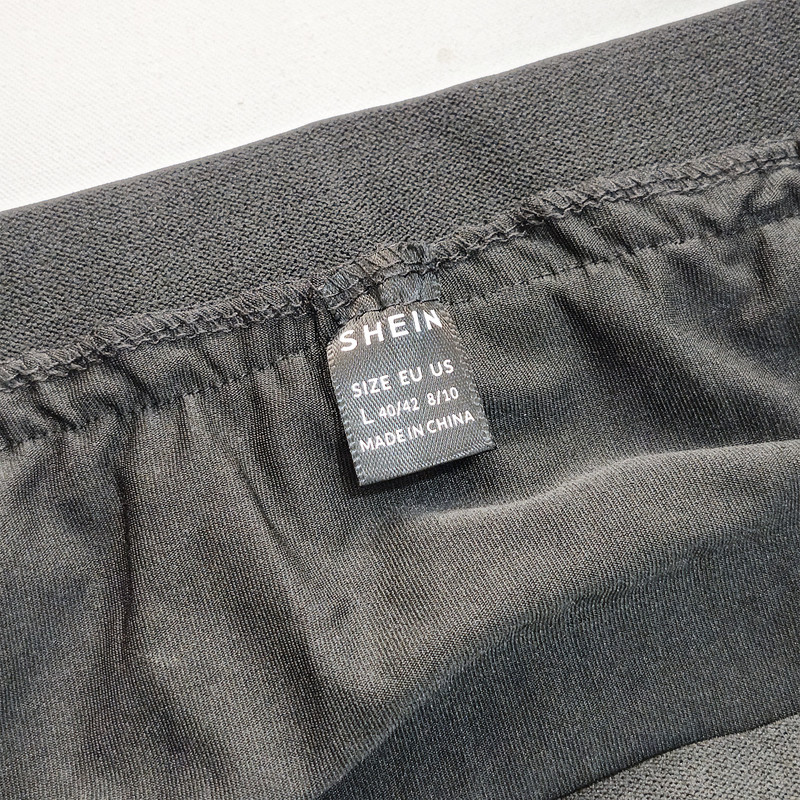 SHEIN
SIZE EU US
L 40/42 8/10
MADE IN CHINA